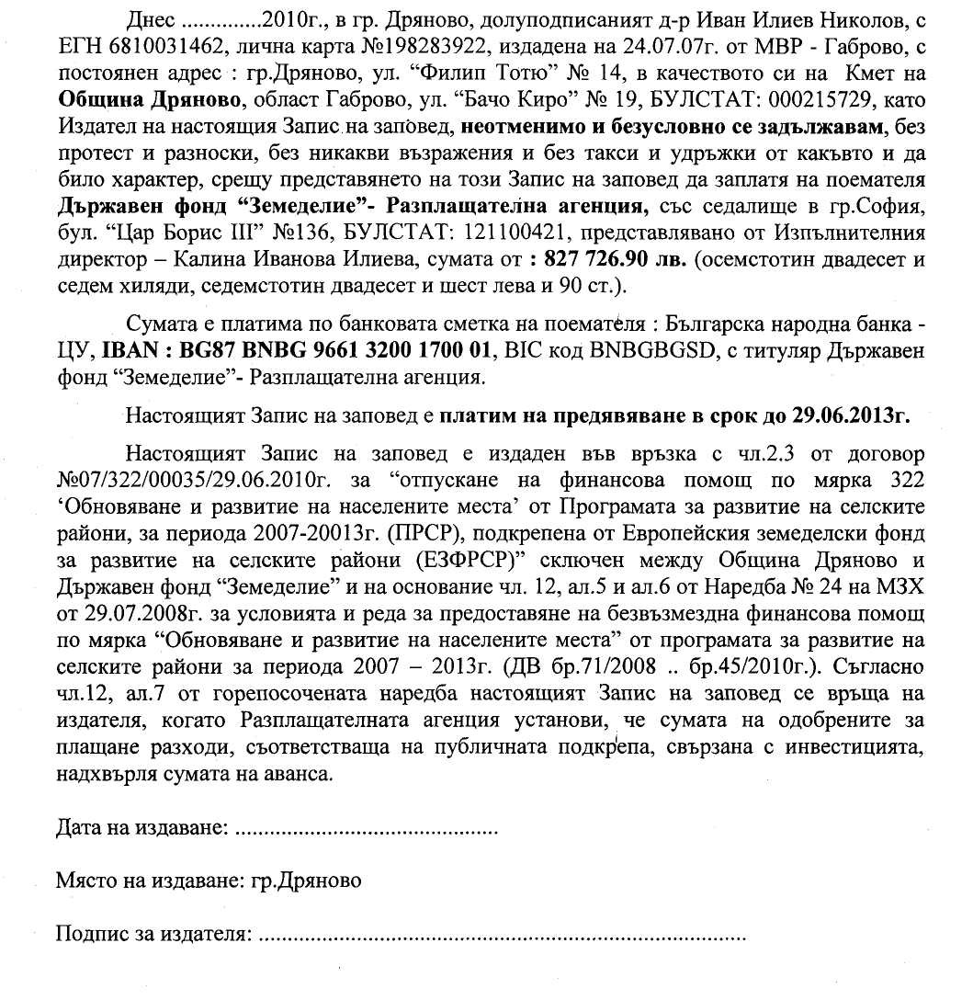 Днес ..............2010г., в гр. Дряново, долуподписаният д-р Иван Илиев Николов, с
ЕГН 6810031462, лична карта №198283922, издадена на 24.07.07г. от МВР - Габрово, с
постоянен адрес : гр.Дряново, ул. “Филип Тотю” № 14, в качеството си на Кмет на
Община Дряново, област Габрово, ул. “Бачо Киро” № 19, БУЛСТАТ: 000215729, като
Издател на настоящия Запис на заповед, неотменимо и безусловно се задължавам, без
протест и разноски, без никакви възражения и без такси и удръжки от какъвто и да
било характер, срещу представянето на този Запис на заповед да заплатя на поемателя
Държавен фонд “Земеделие”- Разплащателна агенция, със седалище в гр.София,
бул. “Цар Борис III” №136, БУЛСТАТ: 121100421, представлявано от Изпълнителния
директор – Калина Иванова Илиева, сумата от : 827 726.90 лв. (осемстотин двадесет и
седем хиляди, седемстотин двадесет и шест лева и 90 ст.).
Сумата е платима по банковата сметка на поемателя : Българска народна банка -
ЦУ, IBAN : BG87 BNBG 9661 3200 1700 01, BIC код BNBGBGSD, с титуляр Държавен
фонд “Земеделие”- Разплащателна агенция.
Настоящият Запис на заповед е платим на предявяване в срок до 29.06.2013г.
Настоящият Запис на заповед е издаден във връзка с чл.2.3 от договор
№07/322/00035/29.06.2010г. за “отпускане на финансова помощ по мярка 322
‘Обновяване и развитие на населените места’ от Програмата за развитие на селските
райони, за периода 2007-20013г. (ПРСР), подкрепена от Европейския земеделски фонд
за развитие на селските райони (ЕЗФРСР)” сключен между Община Дряново и
Държавен фонд “Земеделие” и на основание чл. 12, ал.5 и ал.6 от Наредба № 24 на МЗХ
от 29.07.2008г. за условията и реда за предоставяне на безвъзмездна финансова помощ
по мярка “Обновяване и развитие на населените места” от програмата за развитие на
селските райони за периода 2007 – 2013г. (ДВ бр.71/2008 .. бр.45/2010г.). Съгласно
чл.12, ал.7 от горепосочената наредба настоящият Запис на заповед се връща на
издателя, когато Разплащателната агенция установи, че сумата на одобрените за
плащане разходи, съответстваща на публичната подкрепа, свързана с инвестицията,
надхвърля сумата на аванса.
Дата на издаване: ..............................................
Място на издаване: гр.Дряново
Подпис за издателя: .....................................................................................